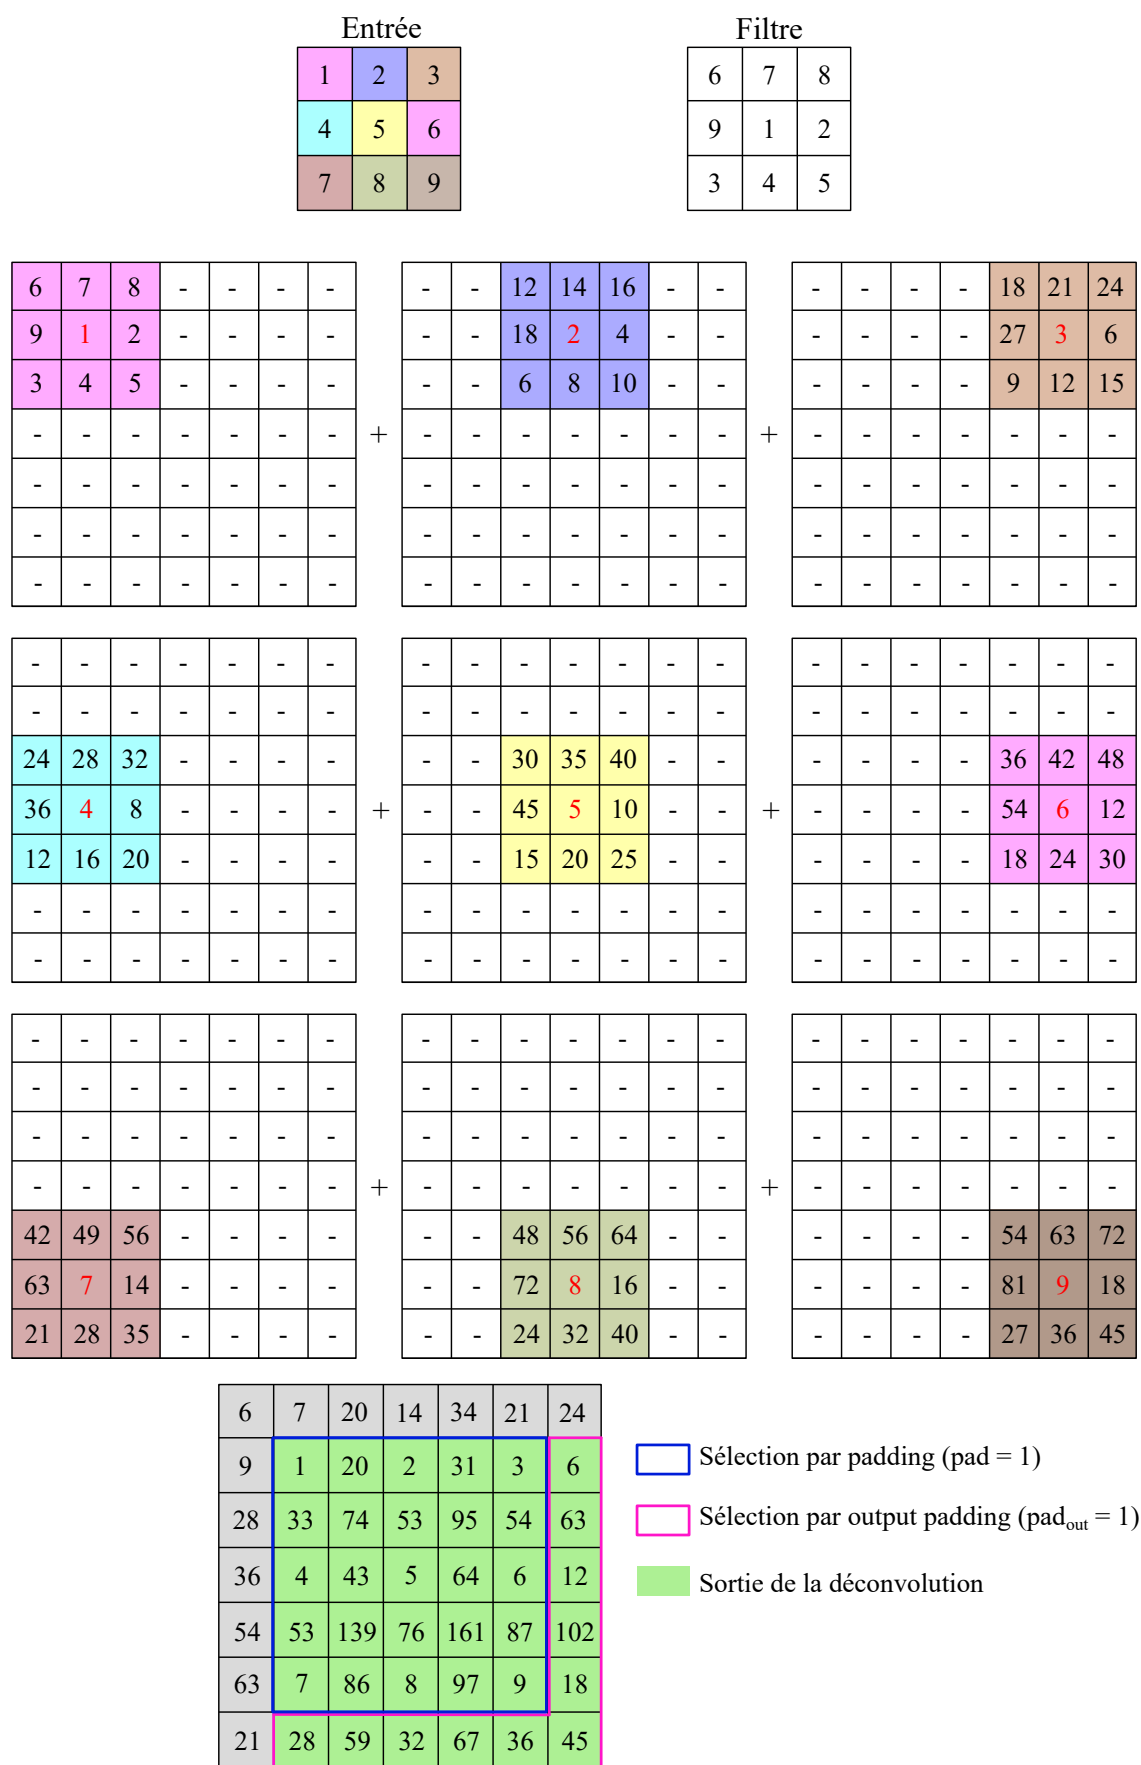 Entrée Filtre
1 2 3 6 7 8
4 5 6 9 1 2
7 8 9 3 4 5
6 7 8 - - - - - - 12 14 16 - - - - - - 18 21 24
9 1 2 - - - - - - 18 2 4 - - - - - - 27 3 6
3 4 5 - - - - - - 6 8 10 - - - - - - 9 12 15
- - - - - - - + - - - - - - - + - - - - - - -
- - - - - - - - - - - - - - - - - - - - -
- - - - - - - - - - - - - - - - - - - - -
- - - - - - - - - - - - - - - - - - - - -
- - - - - - - - - - - - - - - - - - - - -
- - - - - - - - - - - - - - - - - - - - -
24 28 32 - - - - - - 30 35 40 - - - - - - 36 42 48
36 4 8 - - - - + - - 45 5 10 - - + - - - - 54 6 12
12 16 20 - - - - - - 15 20 25 - - - - - - 18 24 30
- - - - - - - - - - - - - - - - - - - - -
- - - - - - - - - - - - - - - - - - - - -
- - - - - - - - - - - - - - - - - - - - -
- - - - - - - - - - - - - - - - - - - - -
- - - - - - - - - - - - - - - - - - - - -
- - - - - - - + - - - - - - - + - - - - - - -
42 49 56 - - - - - - 48 56 64 - - - - - - 54 63 72
63 7 14 - - - - - - 72 8 16 - - - - - - 81 9 18
21 28 35 - - - - - - 24 32 40 - - - - - - 27 36 45
6 7 20 14 34 21 24
9 1 20 2 31 3 6 Sélection par padding (pad = 1)
28 33 74 53 95 54 63 Sélection par output padding (pad_out = 1)
36 4 43 5 64 6 12 Sortie de la déconvolution
54 53 139 76 161 87 102
63 7 86 8 97 9 18
21 28 59 32 67 36 45